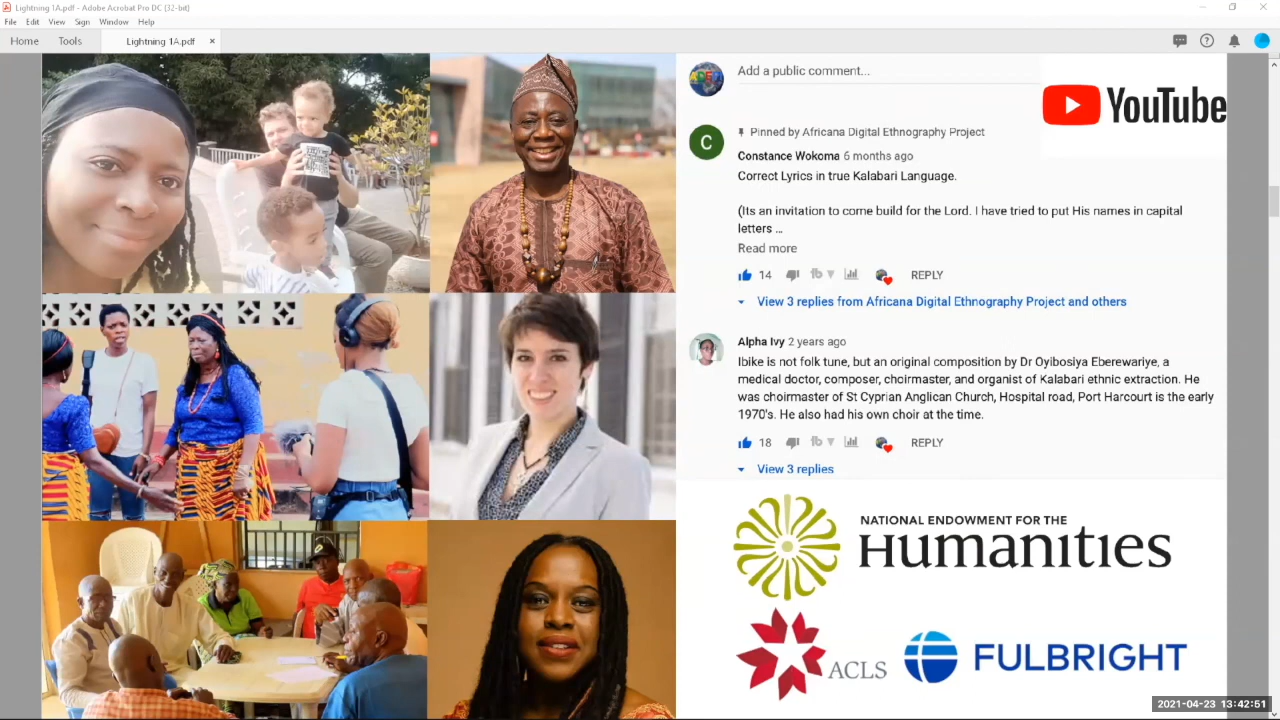 Lightning 1A.pdf - Adobe Acrobat Pro DC (32-bit)
File Edit View Sign Window Help
Home Tools Lightning 1A.pdf ×
Add a public comment...
YouTube
Pinned by Africana Digital Ethnography Project
C
Constance Wokoma 6 months ago
Correct Lyrics in true Kalabari Language.
(Its an invitation to come build for the Lord. I have tried to put His names in capital
letters ...
Read more
14 REPLY
View 3 replies from Africana Digital Ethnography Project and others
Alpha Ivy 2 years ago
Ibike is not folk tune, but an original composition by Dr Oyibosiya Eberewariye, a
medical doctor, composer, choirmaster, and organist of Kalabari ethnic extraction. He
was choirmaster of St Cyprian Anglican Church, Hospital road, Port Harcourt is the early
1970's. He also had his own choir at the time.
18 REPLY
View 3 replies
NATIONAL ENDOWMENT FOR THE
Humanities
ACLS
FULBRIGHT
2021-04-23 13:42:51